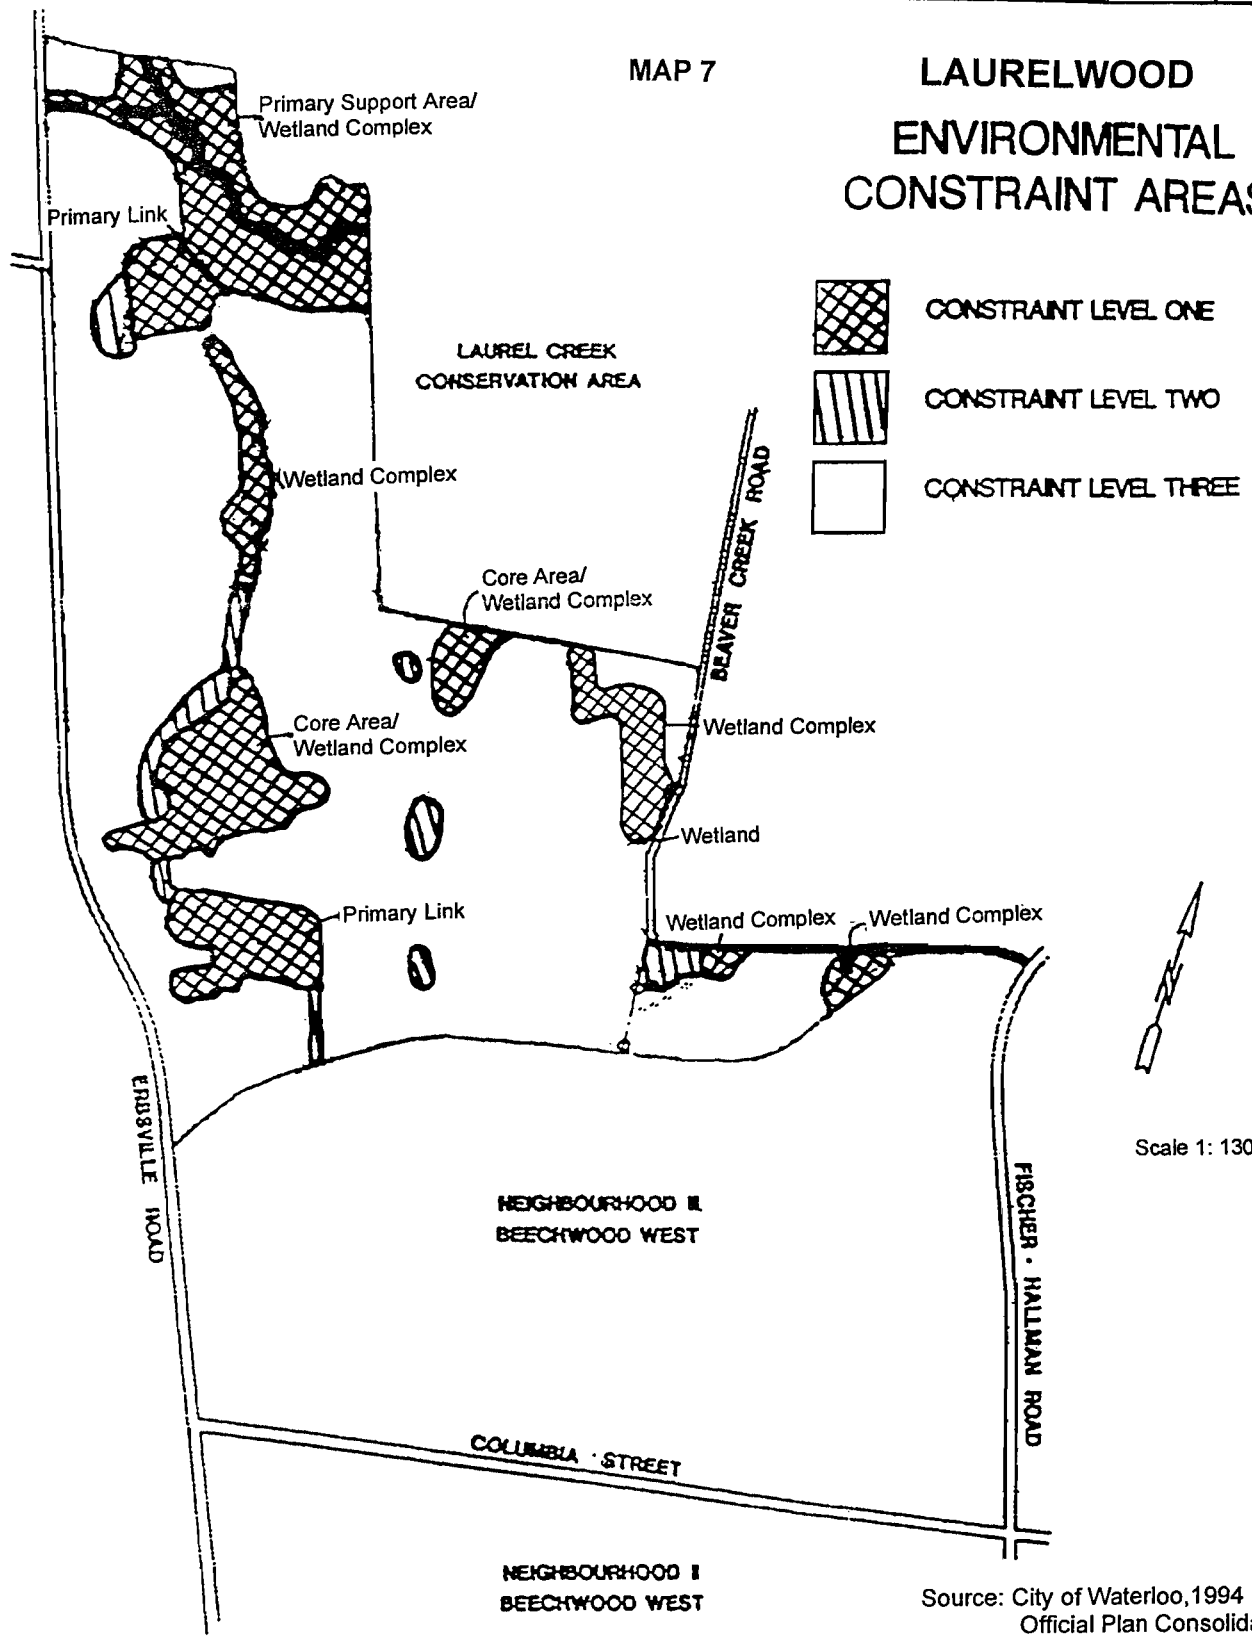 MAP 7
LAURELWOOD
ENVIRONMENTAL
CONSTRAINT AREAS
Primary Support Area/
Wetland Complex
Primary Link
CONSTRAINT LEVEL ONE
LAUREL CREEK
CONSERVATION AREA
CONSTRAINT LEVEL TWO
Wetland Complex
CONSTRAINT LEVEL THREE
BEAVER CREEK ROAD
Core Area/
Wetland Complex
Core Area/
Wetland Complex
Wetland Complex
Wetland
Primary Link
Wetland Complex
Wetland Complex
N
ERBSVILLE ROAD
Scale 1: 130
FISCHER · HALLMAN ROAD
NEIGHBOURHOOD III
BEECHWOOD WEST
COLUMBIA STREET
NEIGHBOURHOOD II
BEECHWOOD WEST
Source: City of Waterloo,1994
Official Plan